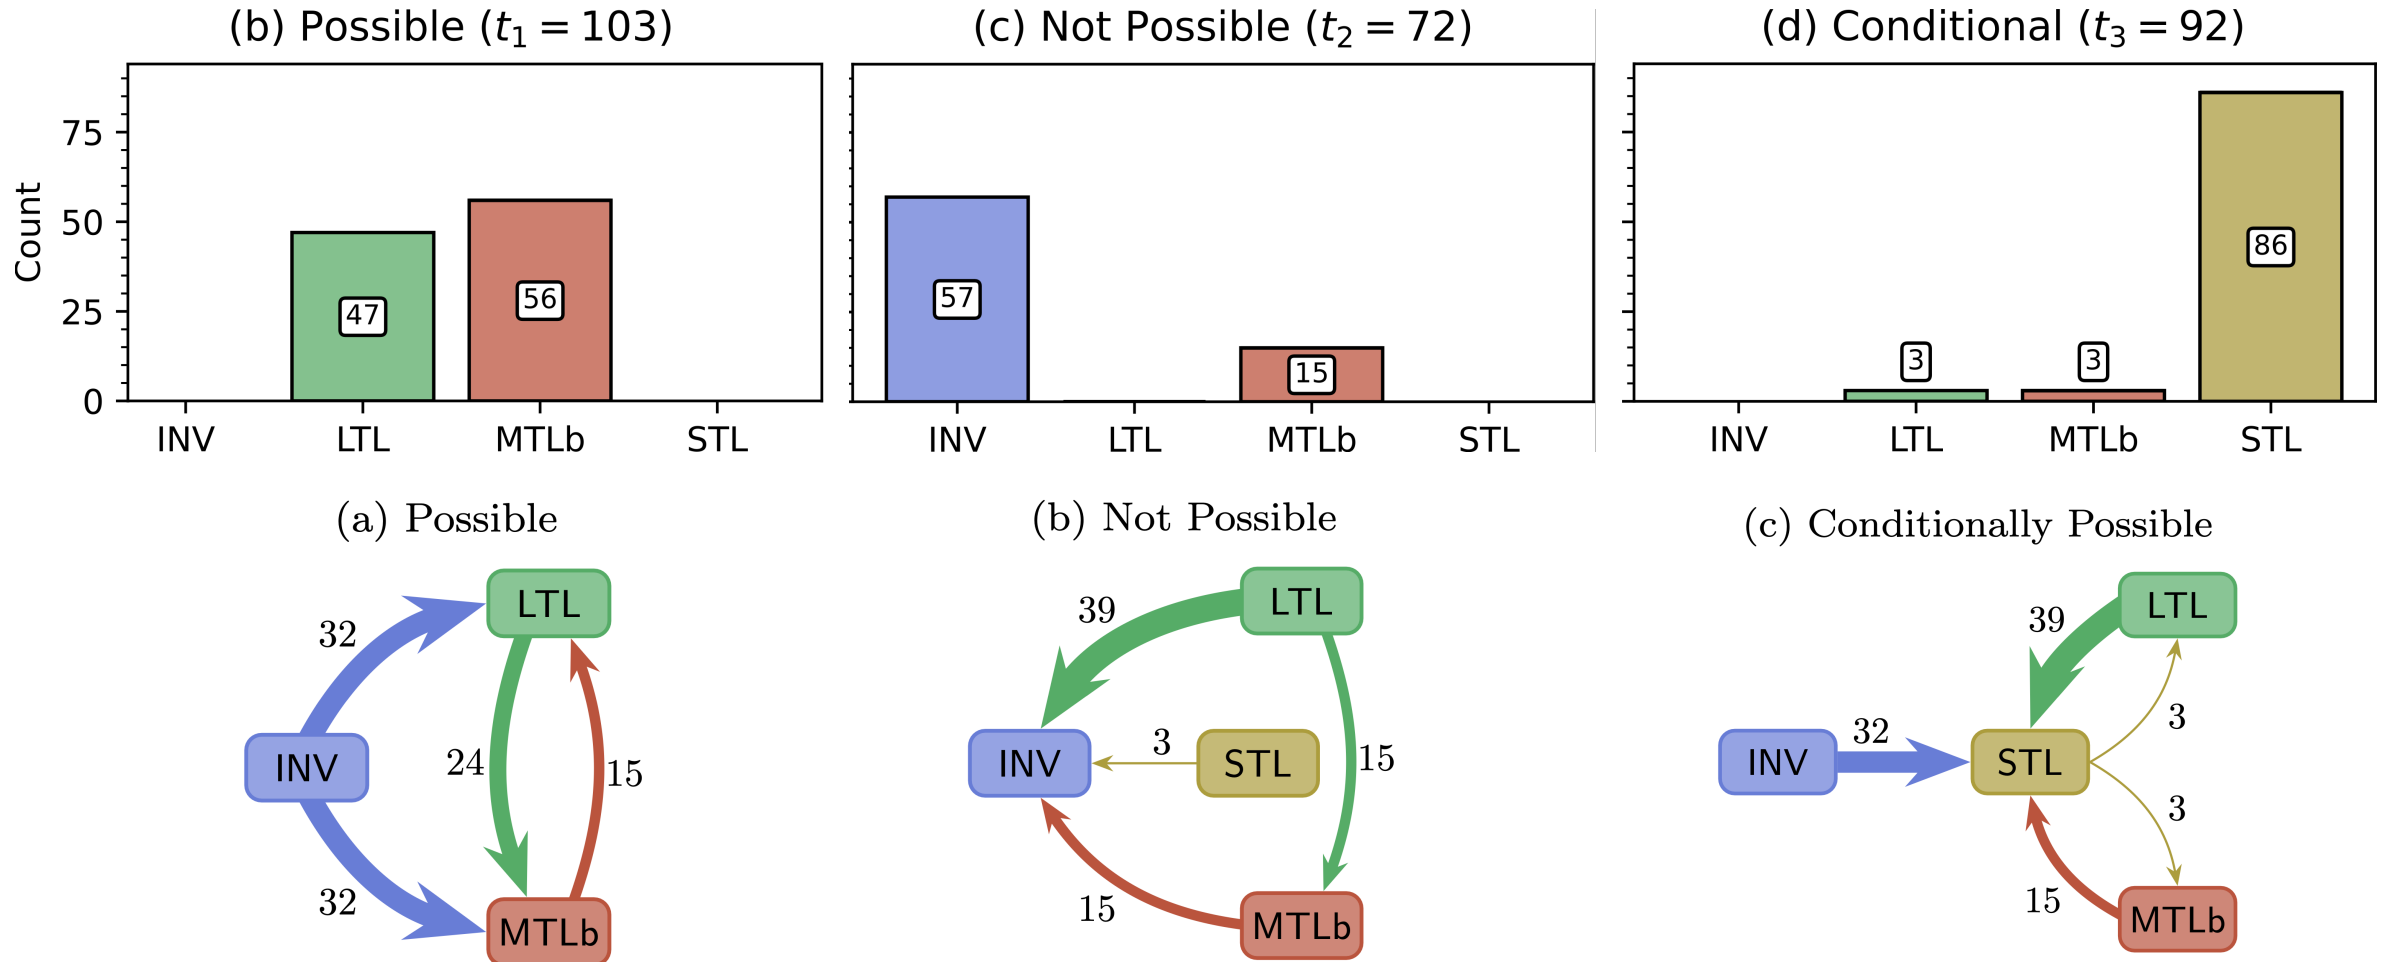 (b) Possible (t₁ = 103)
Count
75
50
25
0
47
56
INV LTL MTLb STL
(c) Not Possible (t₂ = 72)
57
15
INV LTL MTLb STL
(d) Conditional (t₃ = 92)
3
3
86
INV LTL MTLb STL
(a) Possible
LTL
32
INV
24
15
32
MTLb
(b) Not Possible
LTL
39
INV
3
STL
15
15
MTLb
(c) Conditionally Possible
LTL
39
INV
32
STL
3
3
15
MTLb